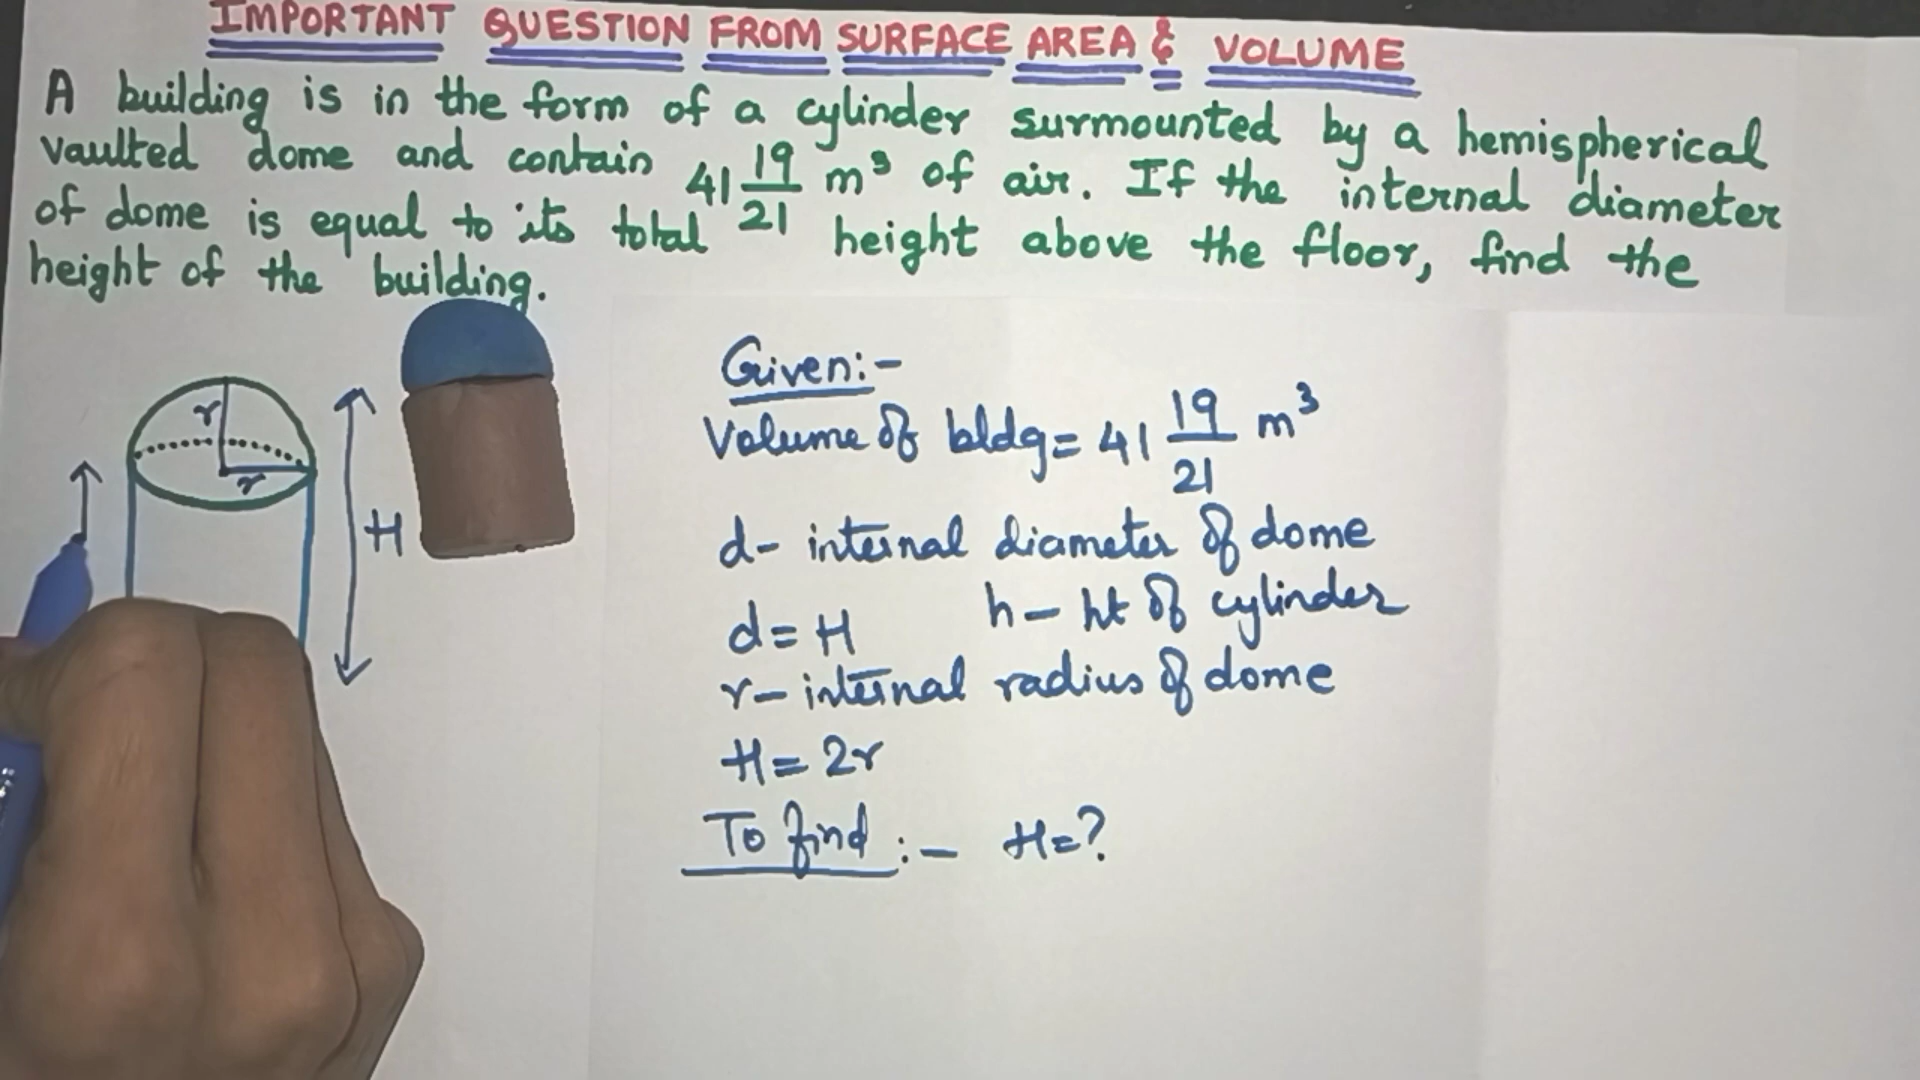 IMPORTANT QUESTION FROM SURFACE AREA & VOLUME
A building is in the form of a cylinder surmounted by a hemispherical
vaulted dome and contain 41 19/21 m³ of air. If the internal diameter
of dome is equal to its total height above the floor, find the
height of the building.
r
r
H
Given:-
Volume of bldg = 41 19/21 m³
d- internal diameter of dome
d = H h - ht of cylinder
r - internal radius of dome
H = 2r
To find :- H=?